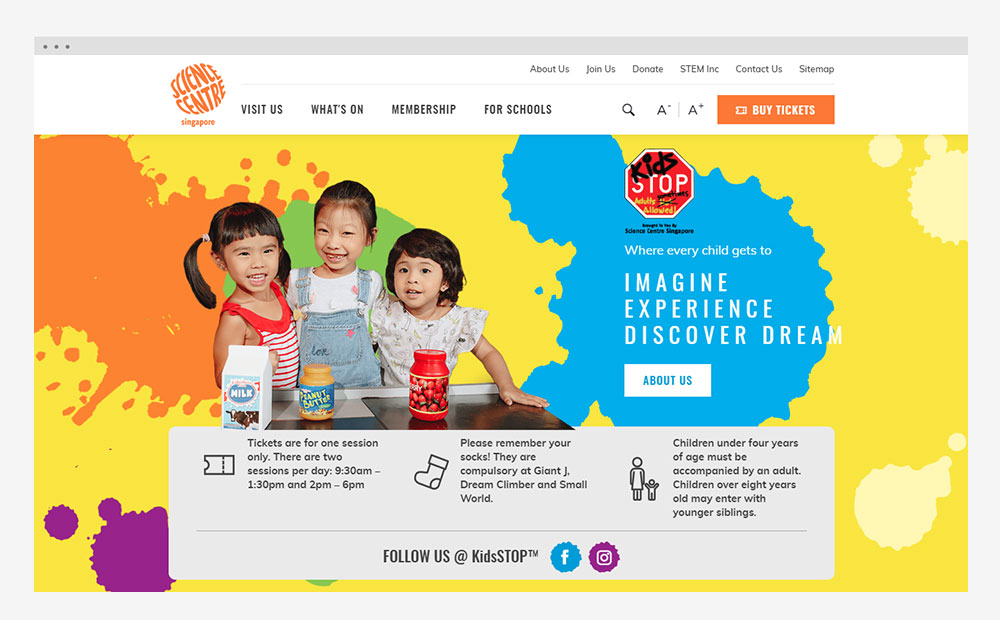 About Us Join Us Donate STEM Inc Contact Us Sitemap
SCIENCE
CENTRE
singapore
VISIT US WHAT'S ON MEMBERSHIP FOR SCHOOLS A- A+ BUY TICKETS
Kids
STOP
Adults sometimes
Allowed!
Brought To You By
Science Centre Singapore
Where every child gets to
IMAGINE
EXPERIENCE
DISCOVER DREAM
ABOUT US
MILK
PEANUT
BUTTER
Tickets are for one session
only. There are two
sessions per day: 9:30am –
1:30pm and 2pm – 6pm
Please remember your
socks! They are
compulsory at Giant J,
Dream Climber and Small
World.
Children under four years
of age must be
accompanied by an adult.
Children over eight years
old may enter with
younger siblings.
FOLLOW US @ KidsSTOP™